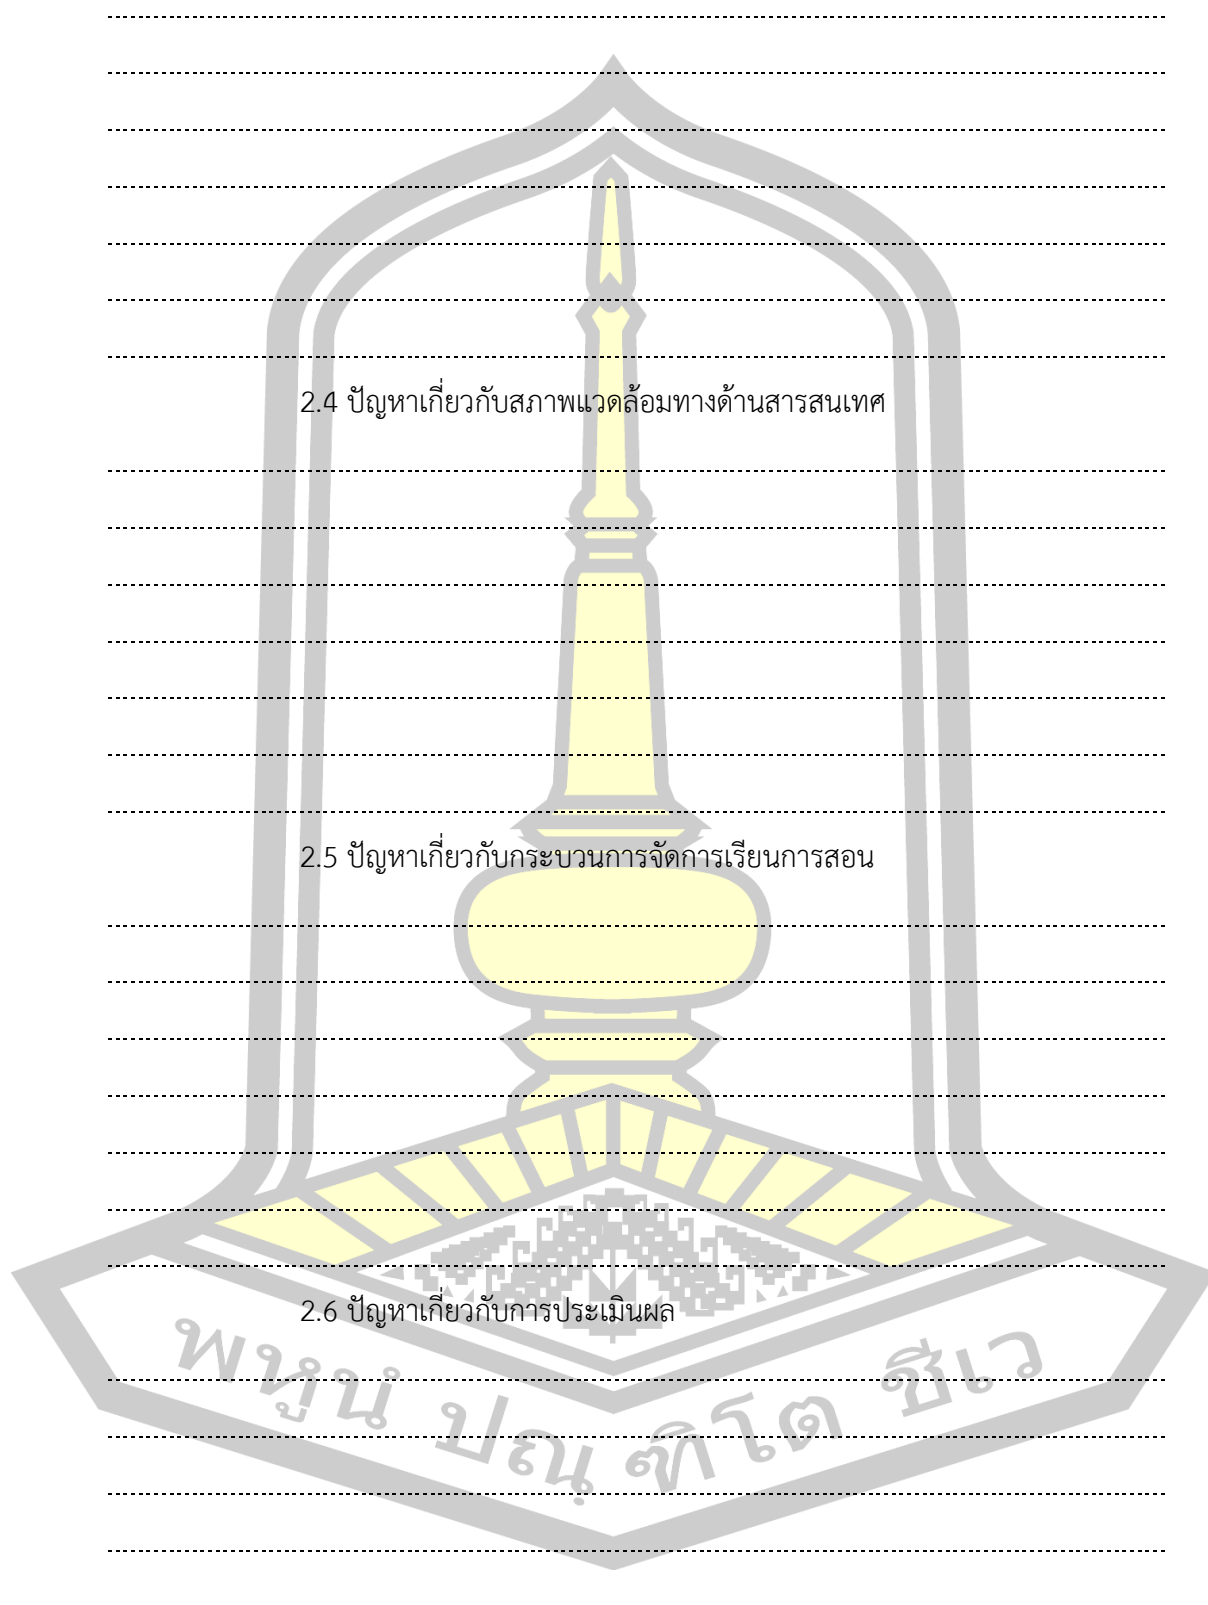 2.4 ปัญหาเกี่ยวกับสภาพแวดล้อมทางด้านสารสนเทศ
2.5 ปัญหาเกี่ยวกับกระบวนการจัดการเรียนการสอน
2.6 ปัญหาเกี่ยวกับการประเมินผล
พหูนํ ปณฺฑิโต ชีเว